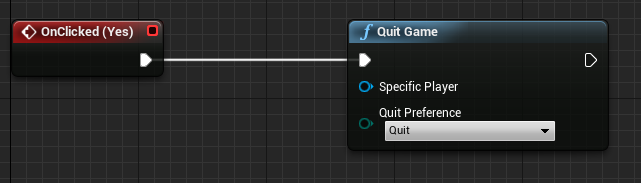 OnClicked (Yes)
f Quit Game
Specific Player
Quit Preference
Quit